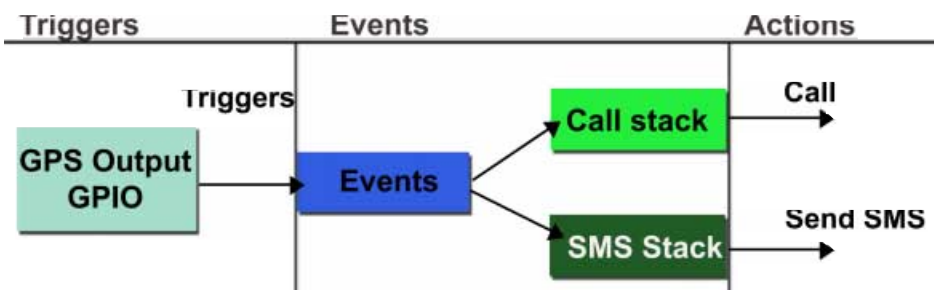 Triggers Events Actions
Triggers
Call
Call stack
GPS Output
GPIO
Events
Send SMS
SMS Stack